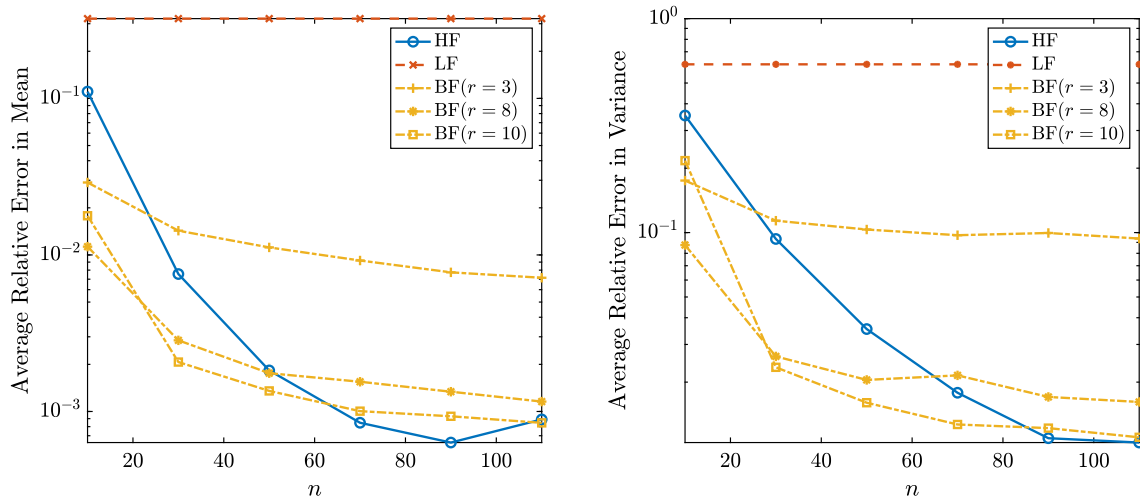 Average Relative Error in Mean
10^{-1}
10^{-2}
10^{-3}
HF
LF
BF(r = 3)
BF(r = 8)
BF(r = 10)
20 40 60 80 100
n
Average Relative Error in Variance
10^{0}
10^{-1}
HF
LF
BF(r = 3)
BF(r = 8)
BF(r = 10)
20 40 60 80 100
n